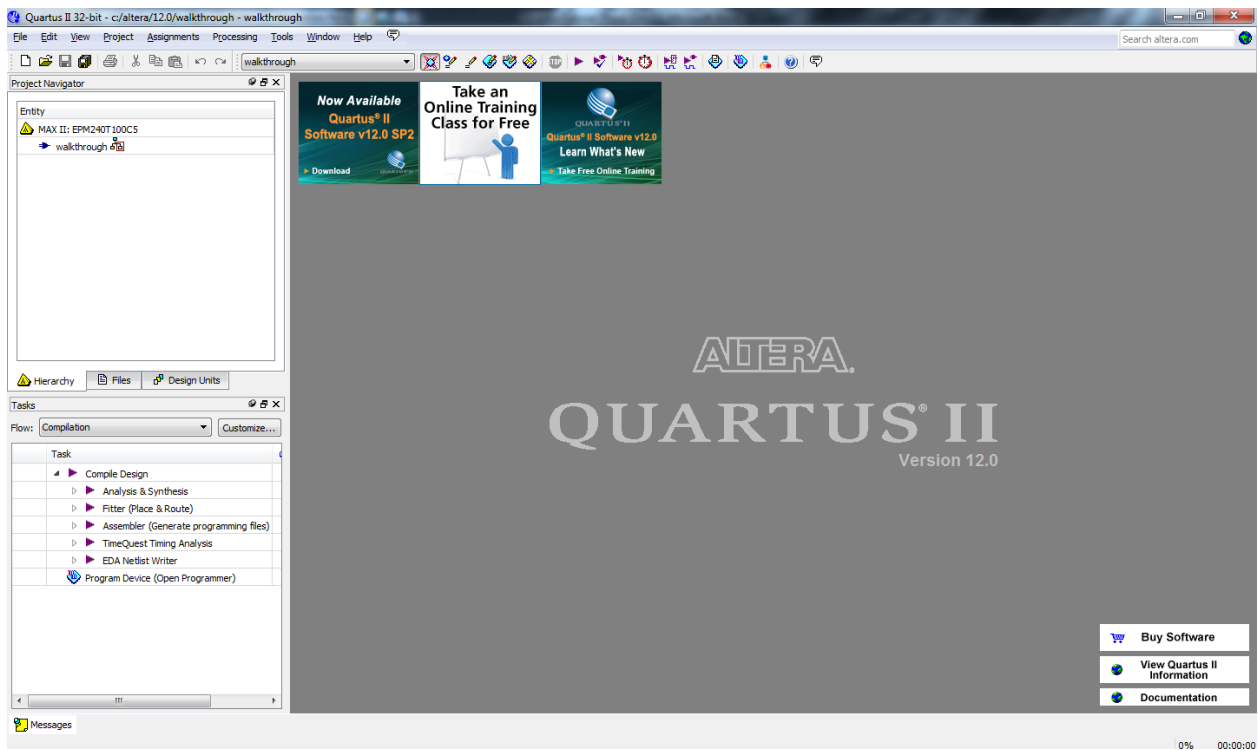 Quartus II 32-bit - c:/altera/12.0/walkthrough - walkthrough
File Edit View Project Assignments Processing Tools Window Help
Search altera.com
walkthrough
STOP
Project Navigator
Entity
MAX II: EPM240T100C5
walkthrough
Hierarchy Files Design Units
Tasks
Flow: Compilation Customize...
Task
Compile Design
Analysis & Synthesis
Fitter (Place & Route)
Assembler (Generate programming files)
TimeQuest Timing Analysis
EDA Netlist Writer
Program Device (Open Programmer)
Now Available
Quartus® II
Software v12.0 SP2
Download
Take an
Online Training
Class for Free
QUARTUS® II
Quartus® II Software v12.0
Learn What's New
Take Free Online Training
ALTERA.
QUARTUS® II
Version 12.0
Buy Software
View Quartus II
Information
Documentation
Messages
0% 00:00:00